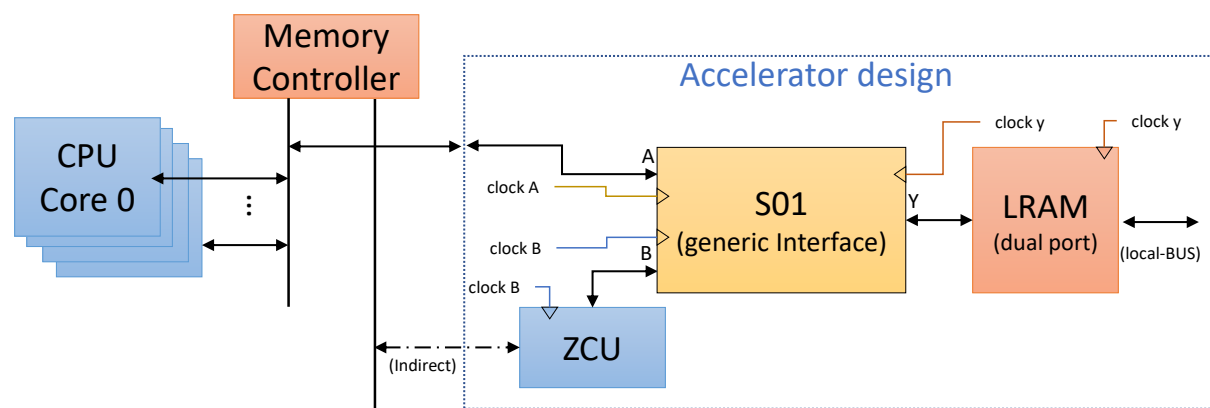 Memory
Controller
Accelerator design
CPU
Core 0
...
clock y
clock y
A
clock A
S01
(generic Interface)
Y
LRAM
(dual port)
(local-BUS)
clock B
B
clock B
ZCU
(Indirect)